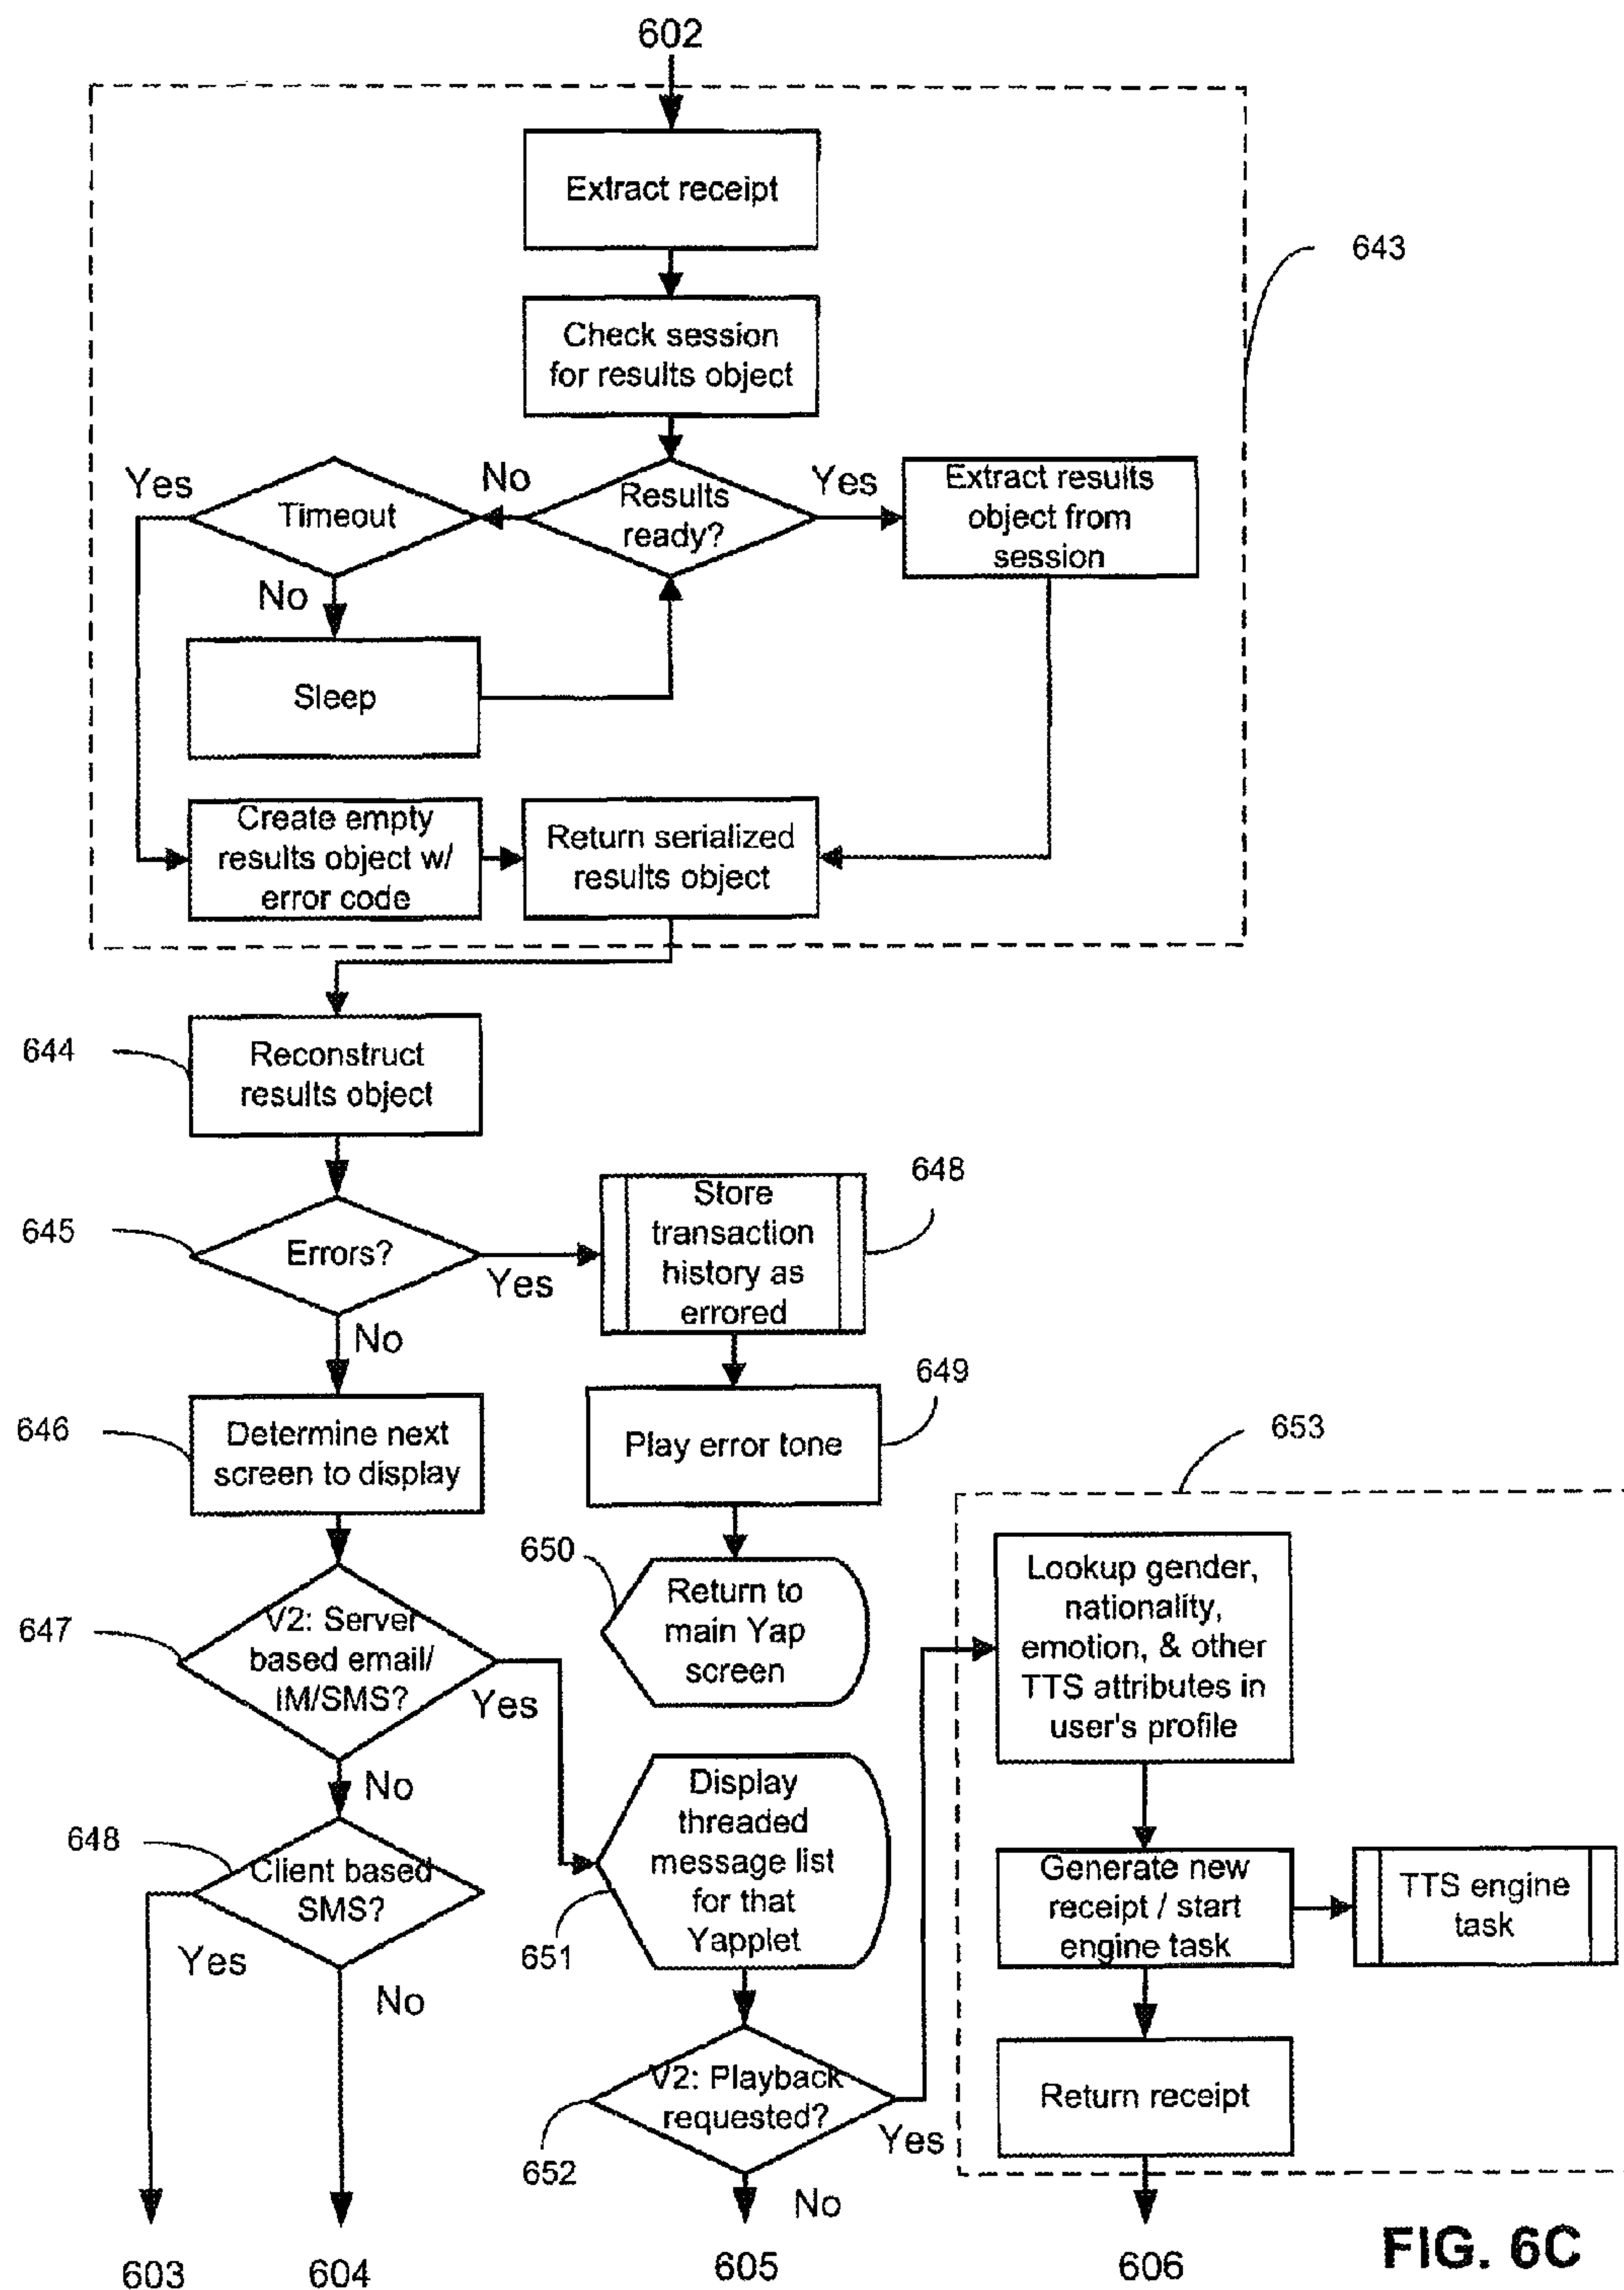 602
Extract receipt
643
Check session
for results object
Yes
Timeout
No
Results
ready?
Yes
Extract results
object from
session
No
Sleep
Create empty
results object w/
error code
Return serialized
results object
644
Reconstruct
results object
645
Errors?
Yes
No
Store
transaction
history as
errored
648
646
Determine next
screen to display
Play error tone
649
650
Return to
main Yap
screen
647
V2: Server
based email/
IM/SMS?
Yes
No
648
Client based
SMS?
Yes
No
Display
threaded
message list
for that
Yapplet
651
V2: Playback
requested?
652
Yes
No
653
Lookup gender,
nationality,
emotion, & other
TTS attributes in
user's profile
Generate new
receipt / start
engine task
TTS engine
task
Return receipt
603
604
605
606
FIG. 6C